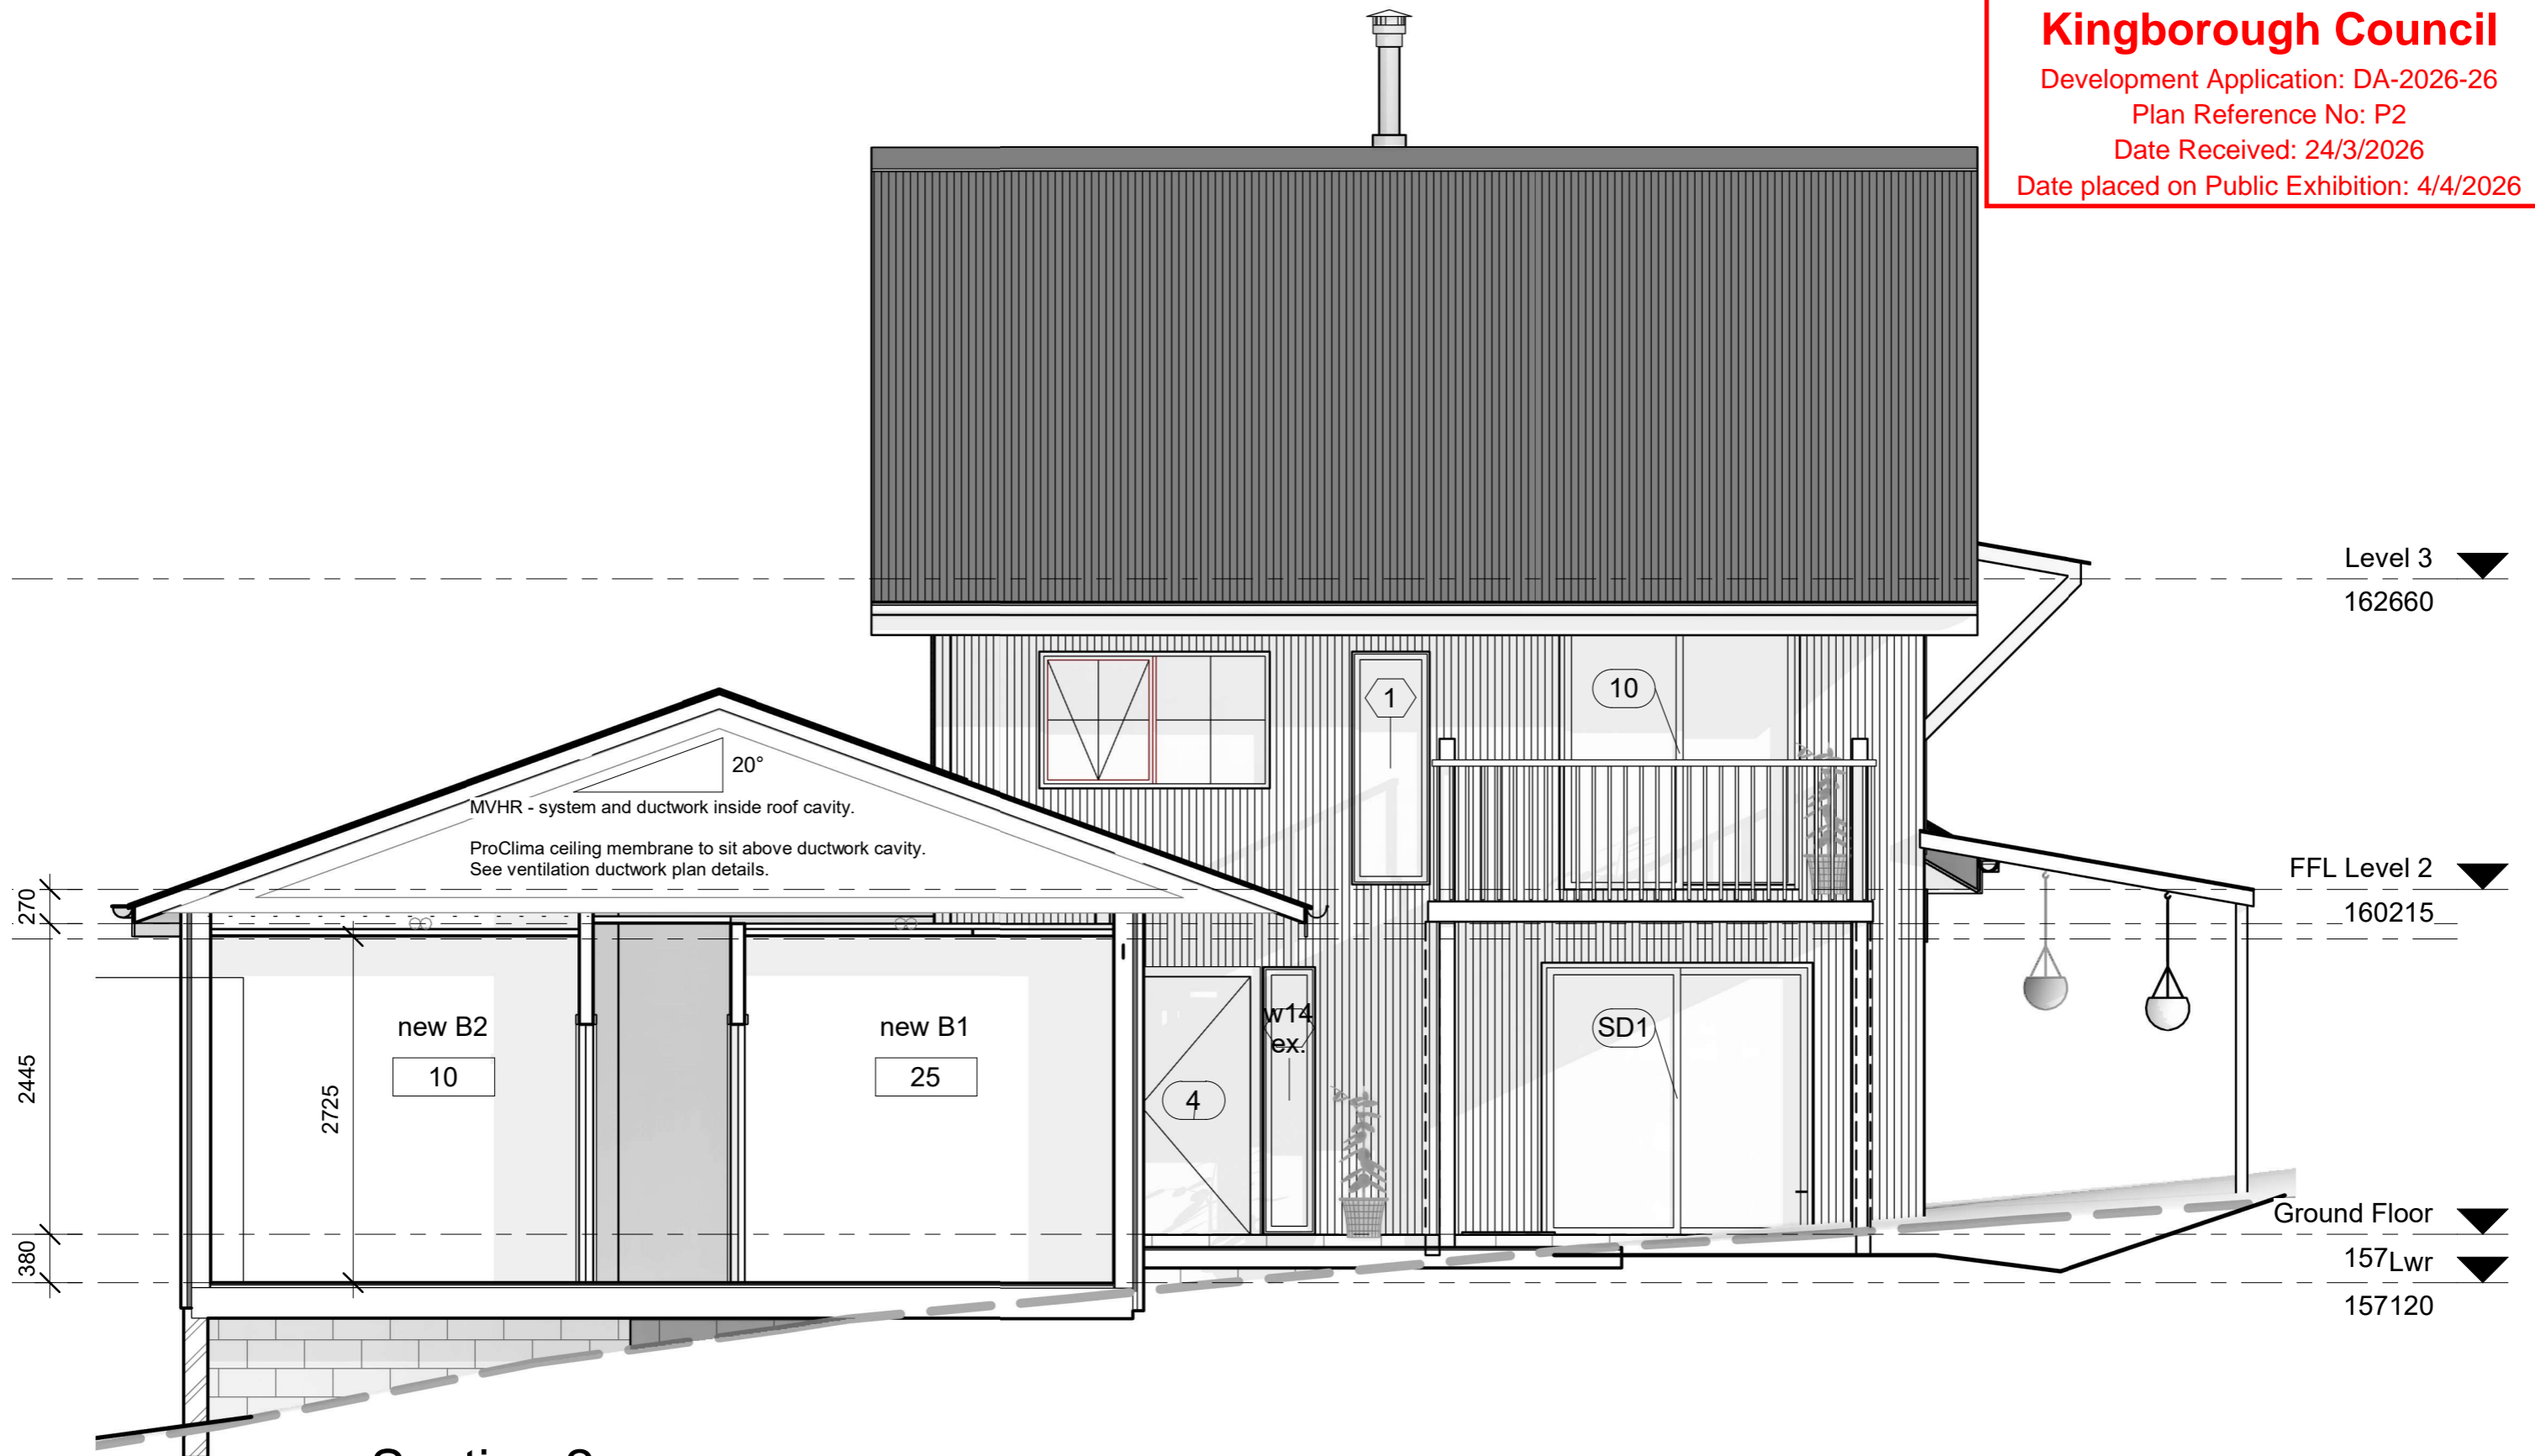 Kingborough Council
Development Application: DA-2026-26
Plan Reference No: P2
Date Received: 24/3/2026
Date placed on Public Exhibition: 4/4/2026
Level 3
162660
1
10
20°
MVHR - system and ductwork inside roof cavity.
ProClima ceiling membrane to sit above ductwork cavity.
See ventilation ductwork plan details.
FFL Level 2
160215
270
2445
380
2725
new B2
10
new B1
25
w14
ex.
4
SD1
Ground Floor
157
Lwr
157120